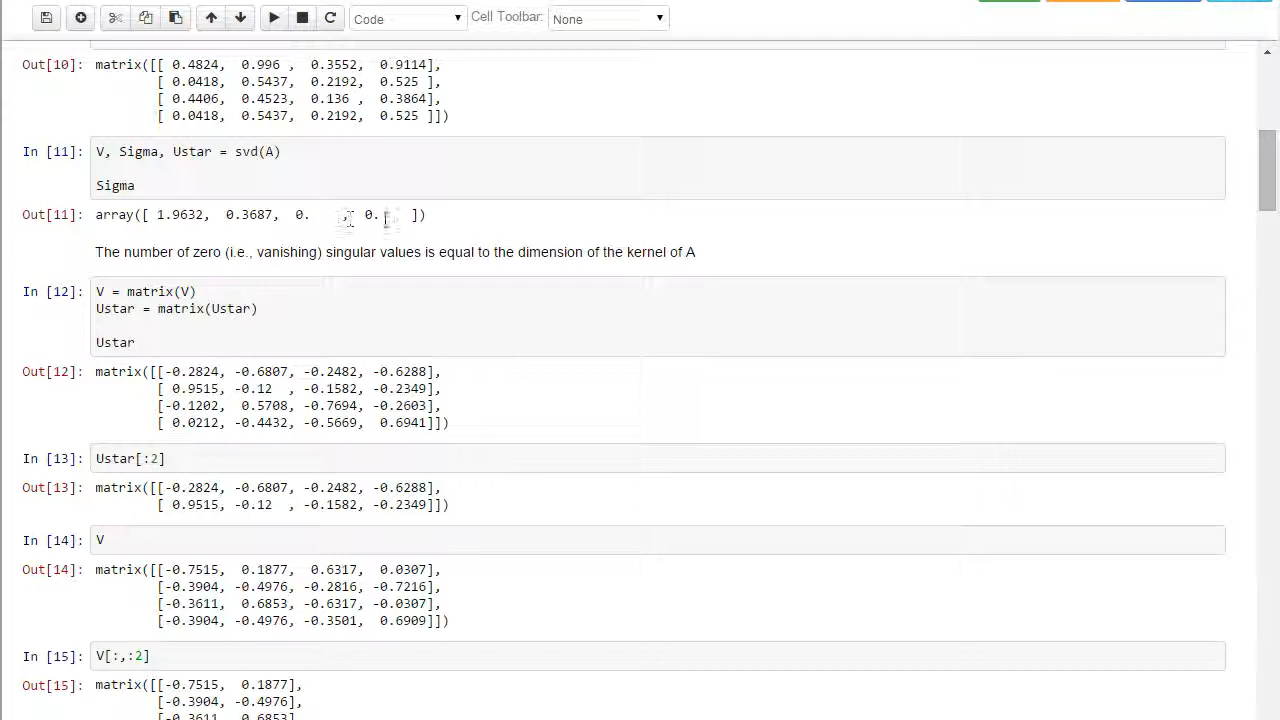 Code
Cell Toolbar:
None
Out[10]: matrix([[ 0.4824,  0.996 ,  0.3552,  0.9114],
[ 0.0418,  0.5437,  0.2192,  0.525 ],
[ 0.4406,  0.4523,  0.136 ,  0.3864],
[ 0.0418,  0.5437,  0.2192,  0.525 ]])
In [11]: V, Sigma, Ustar = svd(A)
Sigma
Out[11]: array([ 1.9632,  0.3687,  0.    ,  0.    ])
The number of zero (i.e., vanishing) singular values is equal to the dimension of the kernel of A
In [12]: V = matrix(V)
Ustar = matrix(Ustar)
Ustar
Out[12]: matrix([[-0.2824, -0.6807, -0.2482, -0.6288],
[ 0.9515, -0.12  , -0.1582, -0.2349],
[-0.1202,  0.5708, -0.7694, -0.2603],
[ 0.0212, -0.4432, -0.5669,  0.6941]])
In [13]: Ustar[:2]
Out[13]: matrix([[-0.2824, -0.6807, -0.2482, -0.6288],
[ 0.9515, -0.12  , -0.1582, -0.2349]])
In [14]: V
Out[14]: matrix([[-0.7515,  0.1877,  0.6317,  0.0307],
[-0.3904, -0.4976, -0.2816, -0.7216],
[-0.3611,  0.6853, -0.6317, -0.0307],
[-0.3904, -0.4976, -0.3501,  0.6909]])
In [15]: V[:,:2]
Out[15]: matrix([[-0.7515,  0.1877],
[-0.3904, -0.4976],
[-0.3611,  0.6853],